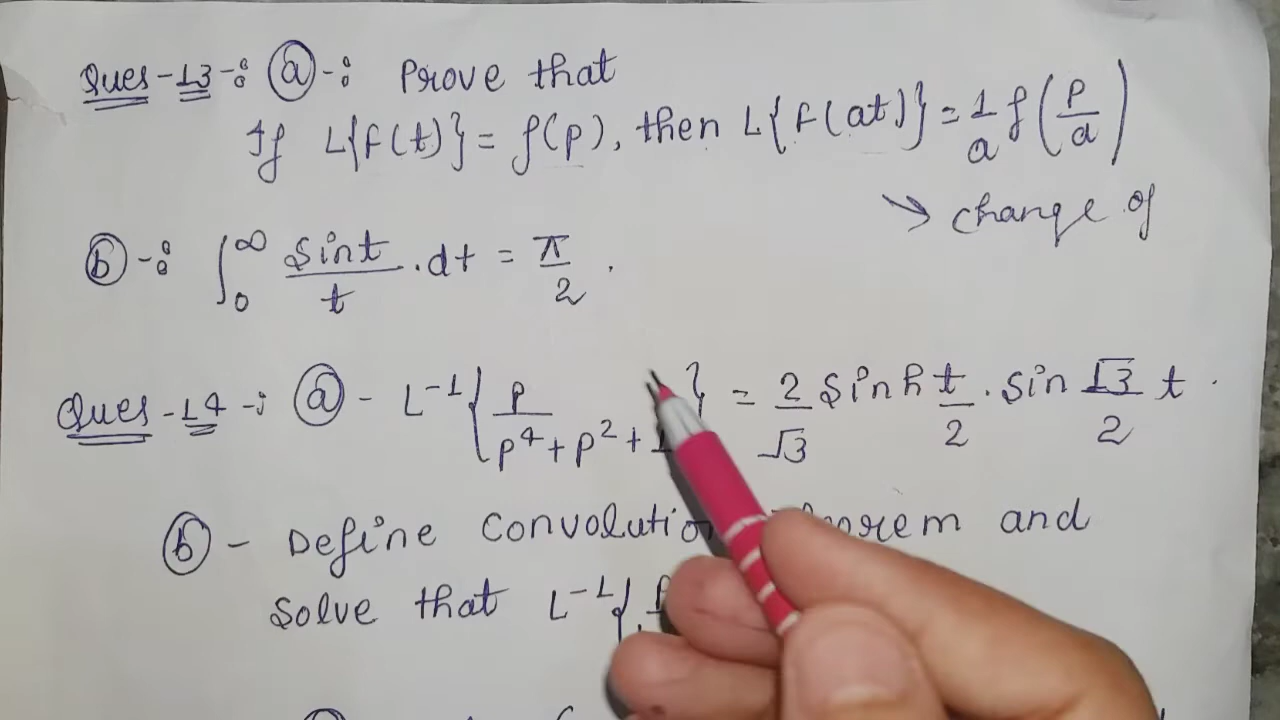 Ques-13-: (a)-: Prove that
If L{F(t)} = f(p), then L{F(at)} = 1/a f(p/a)
→ change of
(b)-: ∫₀^∞ sint/t .dt = π/2 .
Ques-14-: (a)- L⁻¹{p/(p⁴+p²+1)} = 2/√3 sinh t/2 . sin √3/2 t .
(b)- Define convolution and
solve that L⁻¹{